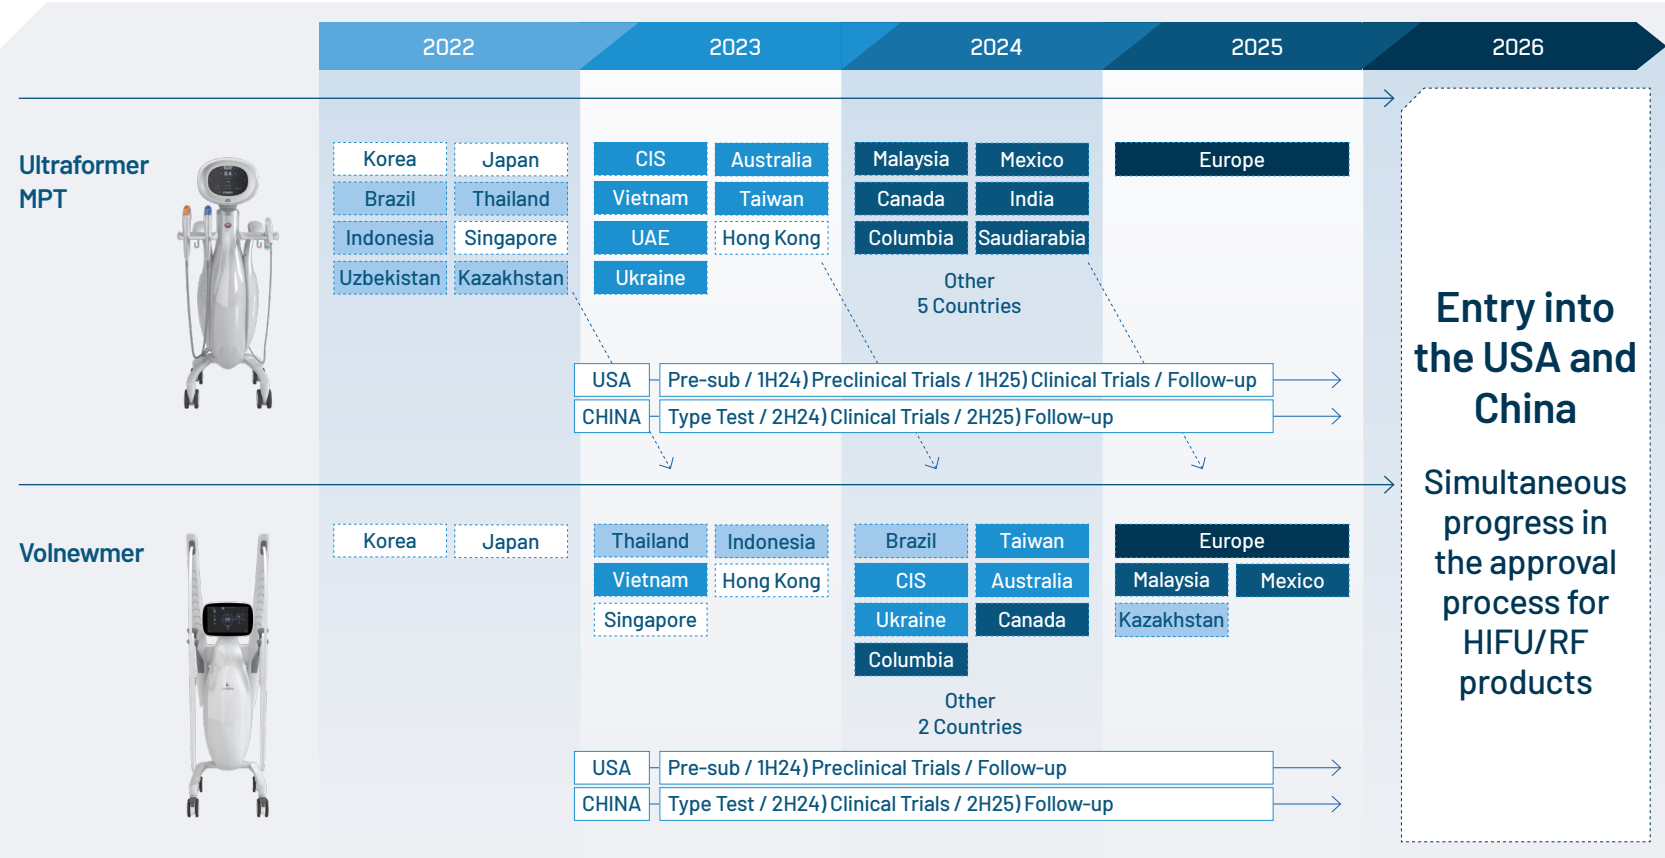 2022
2023
2024
2025
2026
Ultraformer
MPT
Korea
Japan
Brazil
Thailand
Indonesia
Singapore
Uzbekistan
Kazakhstan
CIS
Australia
Vietnam
Taiwan
UAE
Hong Kong
Ukraine
Malaysia
Mexico
Canada
India
Columbia
Saudiarabia
Other
5 Countries
Europe
USA
Pre-sub / 1H24) Preclinical Trials / 1H25) Clinical Trials / Follow-up
CHINA
Type Test / 2H24) Clinical Trials / 2H25) Follow-up
Volnewmer
Korea
Japan
Thailand
Indonesia
Vietnam
Hong Kong
Singapore
Brazil
Taiwan
CIS
Australia
Ukraine
Canada
Columbia
Other
2 Countries
Europe
Malaysia
Mexico
Kazakhstan
USA
Pre-sub / 1H24) Preclinical Trials / Follow-up
CHINA
Type Test / 2H24) Clinical Trials / 2H25) Follow-up
Entry into
the USA and
China
Simultaneous
progress in
the approval
process for
HIFU/RF
products